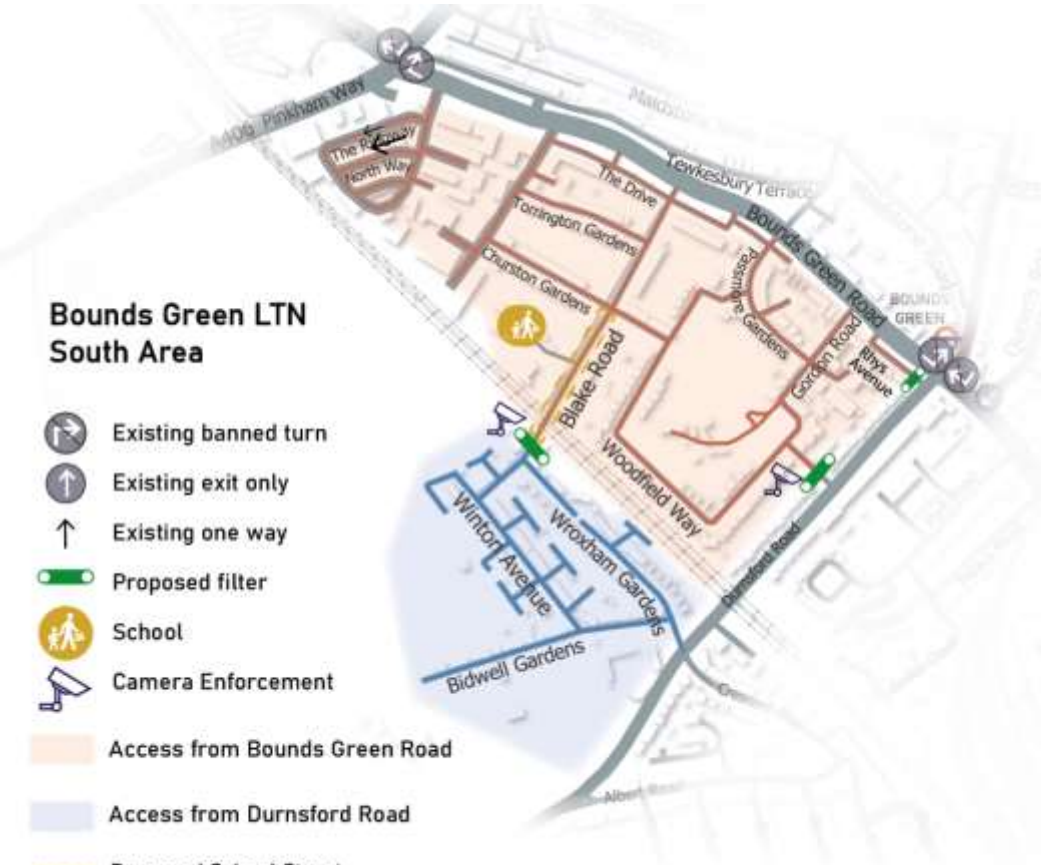 A406 Pinkham Way
The Ridgeway
North Way
The Drive
Tewkesbury Terrace
Torrington Gardens
Bounds Green Road
Churston Gardens
Passmore Gardens
BOUNDS
GREEN
Gordon Road
Rhys
Avenue
Blake Road
Woodfield Way
Durnsford Road
Winton Avenue
Wroxham Gardens
Bidwell Gardens
Albert Road
Bounds Green LTN
South Area
Existing banned turn
Existing exit only
Existing one way
Proposed filter
School
Camera Enforcement
Access from Bounds Green Road
Access from Durnsford Road